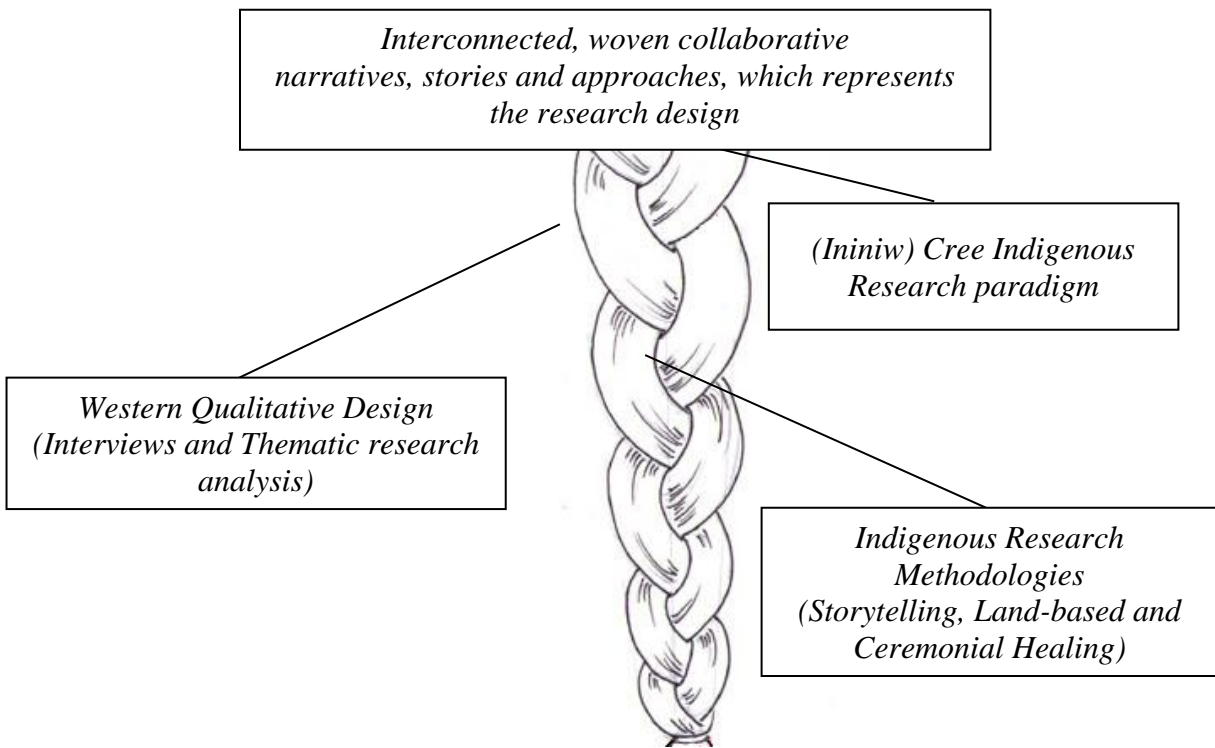 Interconnected, woven collaborative
narratives, stories and approaches, which represents
the research design
(Ininiw) Cree Indigenous
Research paradigm
Western Qualitative Design
(Interviews and Thematic research
analysis)
Indigenous Research
Methodologies
(Storytelling, Land-based and
Ceremonial Healing)